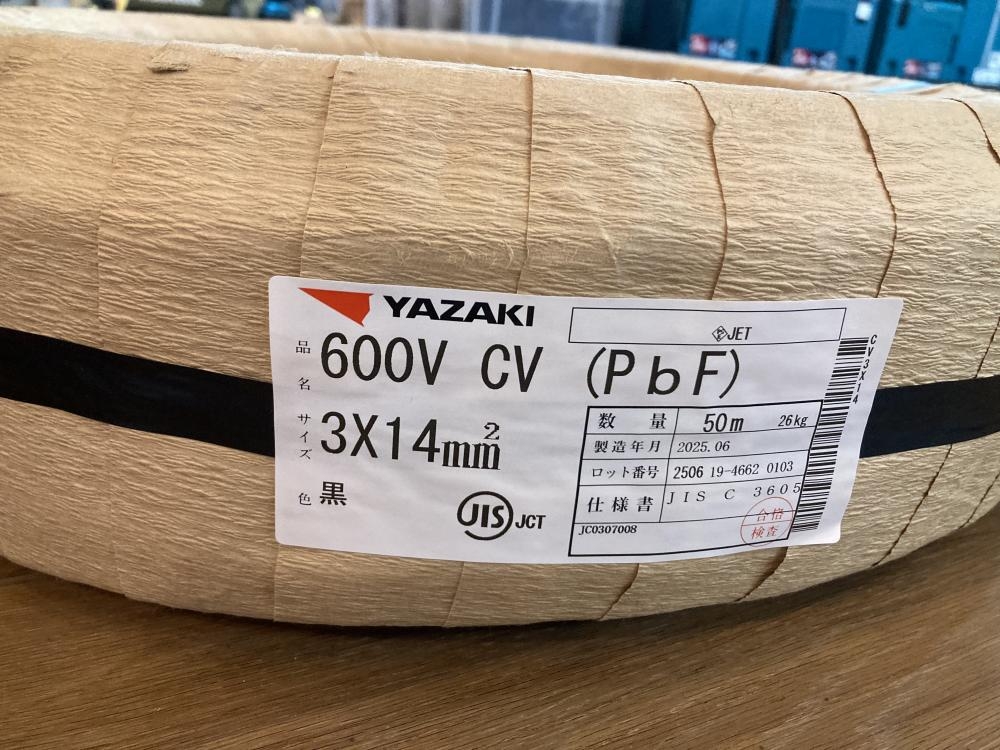 YAZAKI
PSE JET
品名 600V CV (PbF)
サイズ 3X14mm²
色 黒
JIS JCT
数量 50m 26kg
製造年月 2025.06
ロット番号 2506 19-4662 0103
仕様書 JIS C 3605
JC0307008
合格
検査
CV3X14